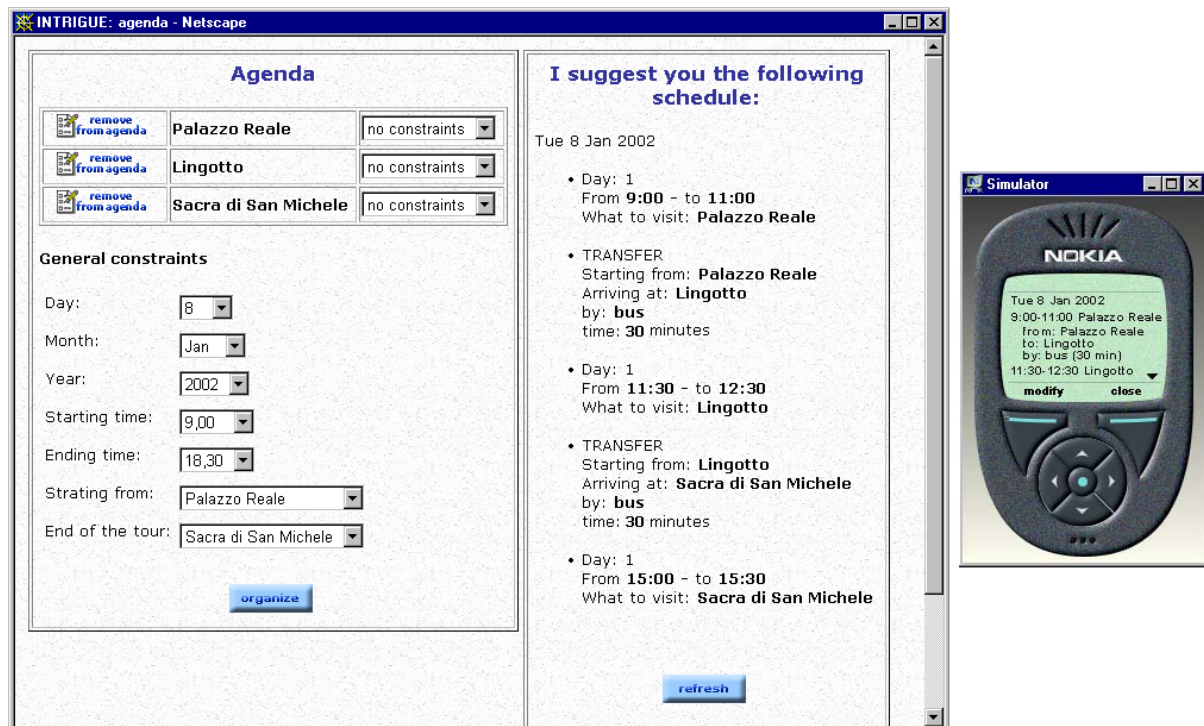 INTRIGUE: agenda - Netscape
Agenda
remove
from agenda
Palazzo Reale
no constraints
remove
from agenda
Lingotto
no constraints
remove
from agenda
Sacra di San Michele
no constraints
General constraints
Day:
8
Month:
Jan
Year:
2002
Starting time:
9,00
Ending time:
18,30
Strating from:
Palazzo Reale
End of the tour:
Sacra di San Michele
organize
I suggest you the following
schedule:
Tue 8 Jan 2002
• Day: 1
From 9:00 - to 11:00
What to visit: Palazzo Reale
• TRANSFER
Starting from: Palazzo Reale
Arriving at: Lingotto
by: bus
time: 30 minutes
• Day: 1
From 11:30 - to 12:30
What to visit: Lingotto
• TRANSFER
Starting from: Lingotto
Arriving at: Sacra di San Michele
by: bus
time: 30 minutes
• Day: 1
From 15:00 - to 15:30
What to visit: Sacra di San Michele
refresh
Simulator
NOKIA
Tue 8 Jan 2002
9:00-11:00 Palazzo Reale
from: Palazzo Reale
to: Lingotto
by: bus (30 min)
11:30-12:30 Lingotto
modify close